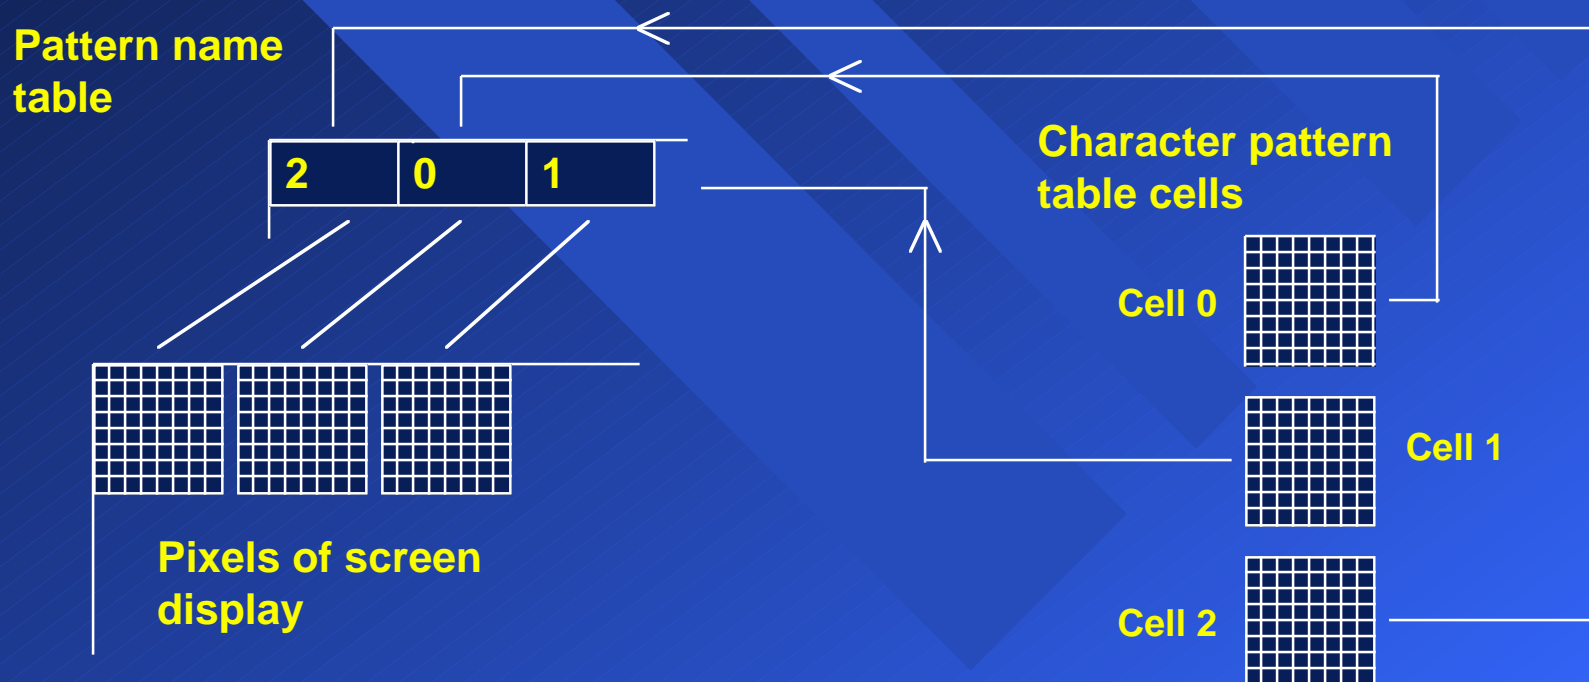 Pattern name
table
2 0 1
Character pattern
table cells
Cell 0
Cell 1
Pixels of screen
display
Cell 2